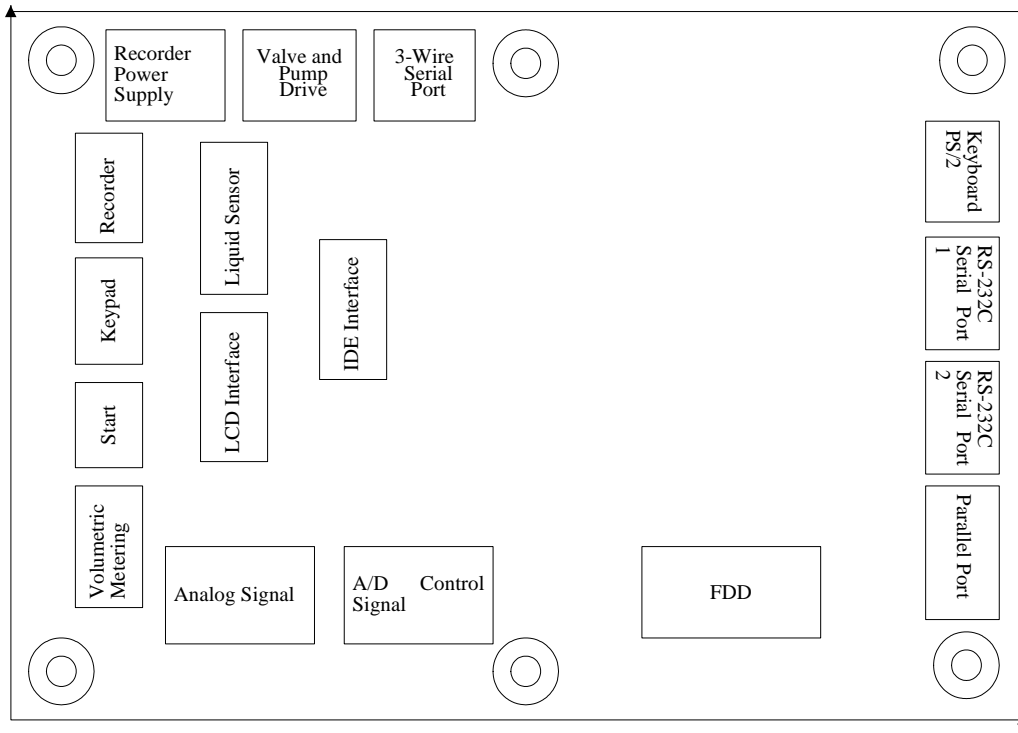 Recorder
Power
Supply
Valve and
Pump
Drive
3-Wire
Serial
Port
Recorder
Liquid Sensor
Keyboard
PS/2
Keypad
IDE Interface
RS-232C
Serial Port
1
Start
LCD Interface
RS-232C
Serial Port
2
Volumetric
Metering
Analog Signal
A/D Control
Signal
FDD
Parallel Port